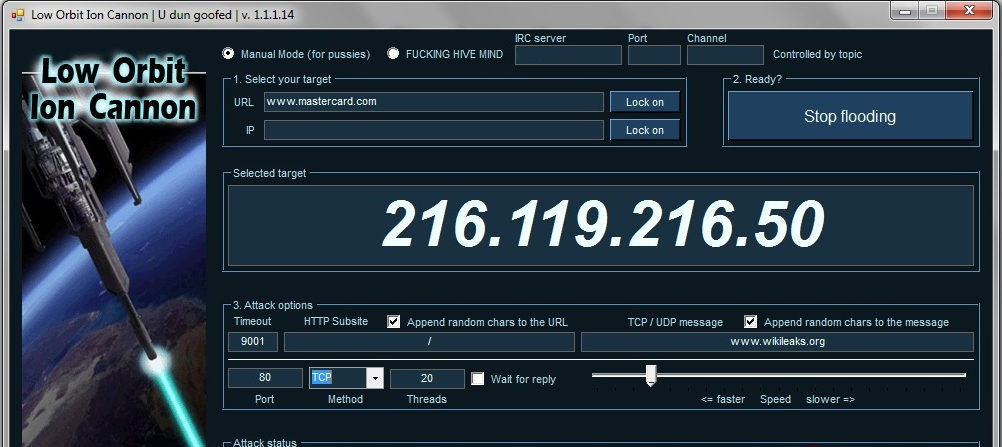 Low Orbit Ion Cannon | U dun goofed | v. 1.1.1.14
Low Orbit
Ion Cannon
Manual Mode (for pussies)
FUCKING HIVE MIND
IRC server
Port
Channel
Controlled by topic
1. Select your target
URL
www.mastercard.com
Lock on
IP
Lock on
2. Ready?
Stop flooding
Selected target
216.119.216.50
3. Attack options
Timeout
HTTP Subsite
Append random chars to the URL
TCP / UDP message
Append random chars to the message
9001
/
www.wikileaks.org
80
TCP
20
Wait for reply
Port
Method
Threads
<= faster
Speed
slower =>
Attack status